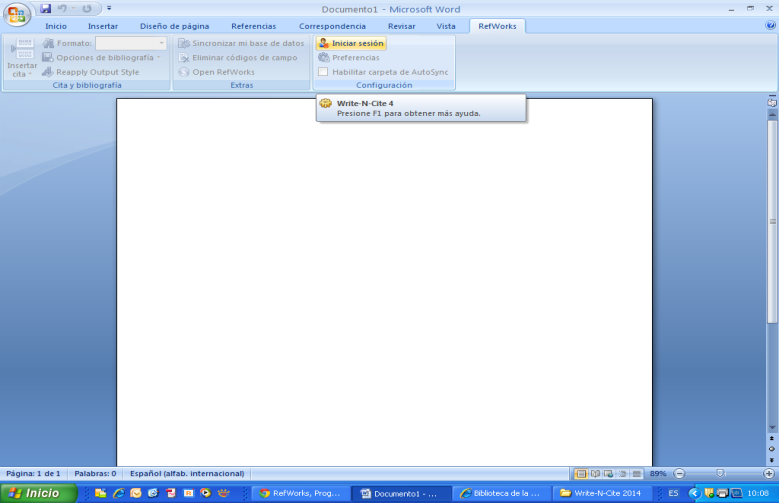 Documento1 - Microsoft Word
Inicio Insertar Diseño de página Referencias Correspondencia Revisar Vista RefWorks
Insertar cita
Formato:
Opciones de bibliografía
Reapply Output Style
Cita y bibliografía
Sincronizar mi base de datos
Eliminar códigos de campo
Open RefWorks
Extras
Iniciar sesión
Preferencias
Habilitar carpeta de AutoSync
Configuración
Write-N-Cite 4
Presione F1 para obtener más ayuda.
Página: 1 de 1 Palabras: 0 Español (alfab. internacional) 89%
Inicio RefWorks, Prog... Documento1 - ... Biblioteca de la ... Write-N-Cite 2014 ES 10:08